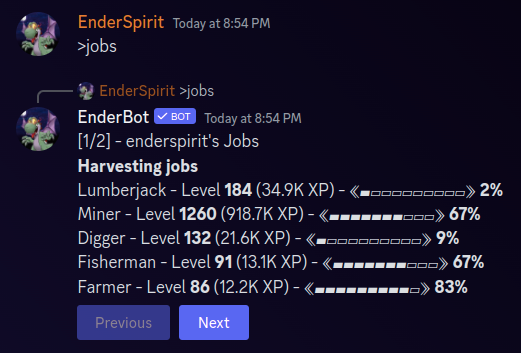 EnderSpirit Today at 8:54 PM
>jobs
EnderSpirit >jobs
EnderBot ✓ BOT Today at 8:54 PM
[1/2] - enderspirit's Jobs
Harvesting jobs
Lumberjack - Level 184 (34.9K XP) - 《▰▱▱▱▱▱▱▱▱▱》 2%
Miner - Level 1260 (918.7K XP) - 《▰▰▰▰▰▰▰▱▱▱》 67%
Digger - Level 132 (21.6K XP) - 《▰▱▱▱▱▱▱▱▱▱》 9%
Fisherman - Level 91 (13.1K XP) - 《▰▰▰▰▰▰▰▱▱▱》 67%
Farmer - Level 86 (12.2K XP) - 《▰▰▰▰▰▰▰▰▰▱》 83%
Previous Next